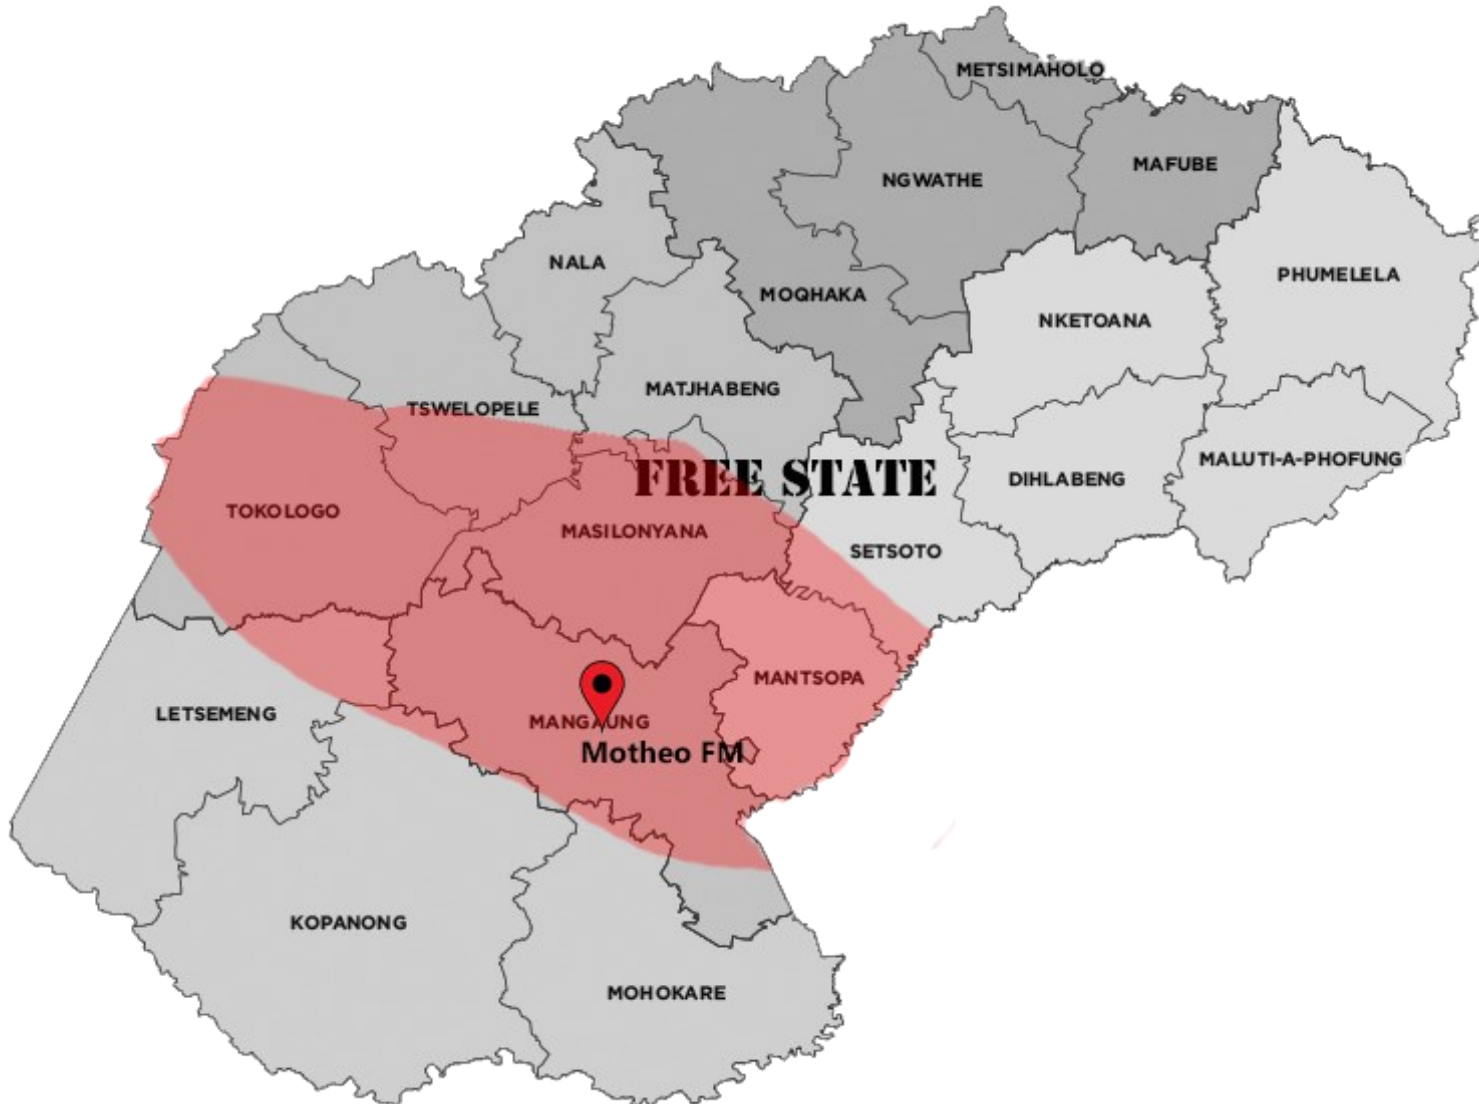 METSIMAHOLO
MAFUBE
NGWATHE
NALA
PHUMELELA
MOQHAKA
NKETOANA
MATJHABENG
TSWELOPELE
FREE STATE
MALUTI-A-PHOFUNG
DIHLABENG
TOKOLOGO
MASILONYANA
SETSOTO
MANTSOPA
LETSEMENG
MANGAUNG
Motheo FM
KOPANONG
MOHOKARE